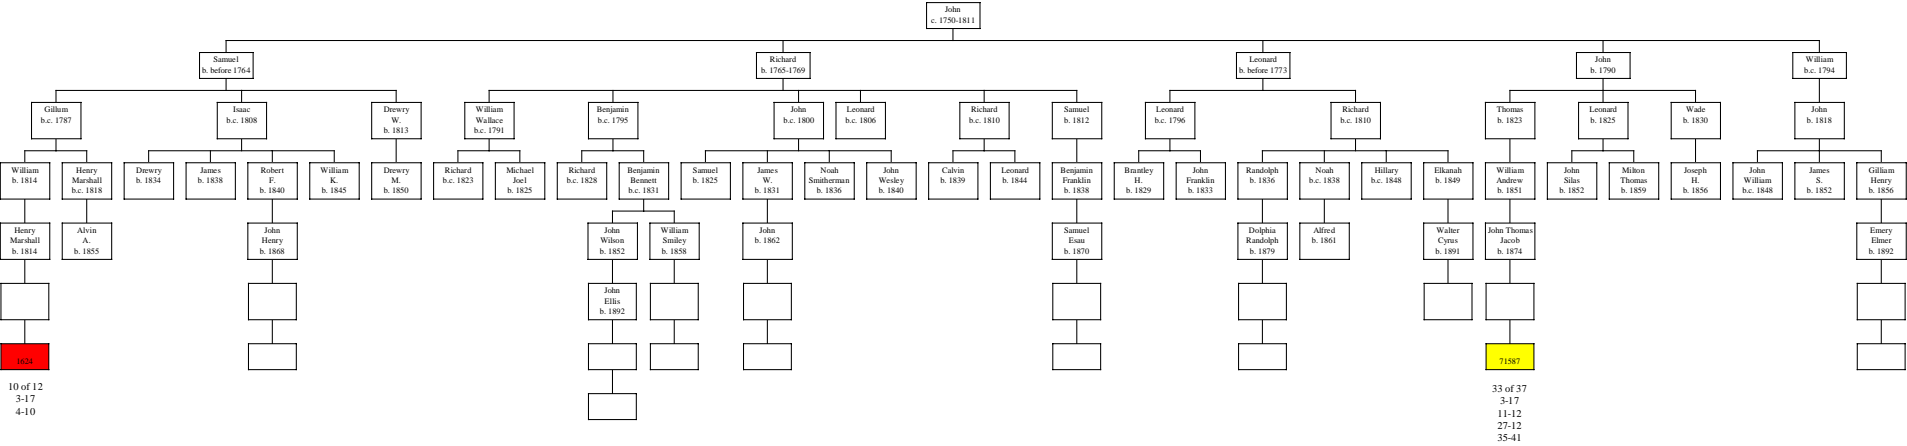 John
c. 1750-1811
Samuel
b. before 1764
Richard
b. 1765-1769
Leonard
b. before 1773
John
b. 1790
William
b.c. 1794
Gillum
b.c. 1787
Isaac
b.c. 1808
Drewry
W.
b. 1813
William
Wallace
b.c. 1791
Benjamin
b.c. 1795
John
b.c. 1800
Leonard
b.c. 1806
Richard
b.c. 1810
Samuel
b. 1812
Leonard
b.c. 1796
Richard
b.c. 1810
Thomas
b. 1823
Leonard
b. 1825
Wade
b. 1830
John
b. 1818
William
b. 1814
Henry
Marshall
b.c. 1818
Drewry
b. 1834
James
b. 1838
Robert
F.
b. 1840
William
K.
b. 1845
Drewry
M.
b. 1850
Richard
b.c. 1823
Michael
Joel
b. 1825
Richard
b.c. 1828
Benjamin
Bennett
b.c. 1831
Samuel
b. 1825
James
W.
b. 1831
Noah
Smitherman
b. 1836
John
Wesley
b. 1840
Calvin
b. 1839
Leonard
b. 1844
Benjamin
Franklin
b. 1838
Brantley
H.
b. 1829
John
Franklin
b. 1833
Randolph
b. 1836
Noah
b.c. 1838
Hillary
b.c. 1848
Elkanah
b. 1849
William
Andrew
b. 1851
John
Silas
b. 1852
Milton
Thomas
b. 1859
Joseph
H.
b. 1856
John
William
b.c. 1848
James
S.
b. 1852
Gilliam
Henry
b. 1856
Henry
Marshall
b. 1814
Alvin
A.
b. 1855
John
Henry
b. 1868
John
Wilson
b. 1852
William
Smiley
b. 1858
John
b. 1862
Samuel
Esau
b. 1870
Dolphia
Randolph
b. 1879
Alfred
b. 1861
Walter
Cyrus
b. 1891
John Thomas
Jacob
b. 1874
Emery
Elmer
b. 1892
John
Ellis
b. 1892
1624
71587
10 of 12
3-17
4-10
33 of 37
3-17
11-12
27-12
35-41